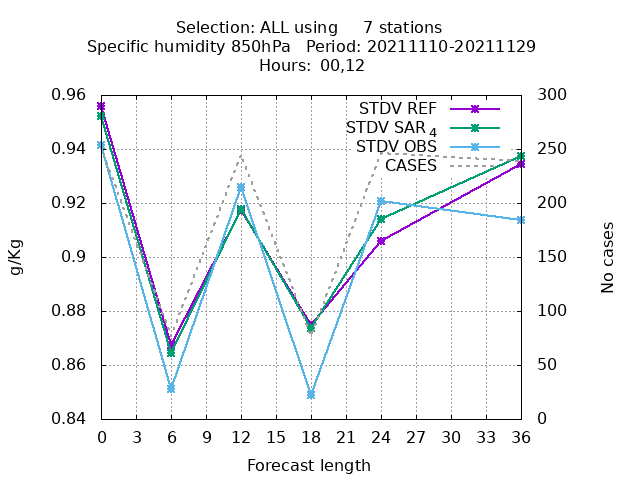 Selection: ALL using     7 stations
Specific humidity 850hPa   Period: 20211110-20211129
Hours: 00,12
STDV REF
STDV SAR4
STDV OBS
CASES
g/Kg
0.96
0.94
0.92
0.9
0.88
0.86
0.84
300
250
200
150
100
50
0
No cases
0 3 6 9 12 15 18 21 24 27 30 33 36
Forecast length